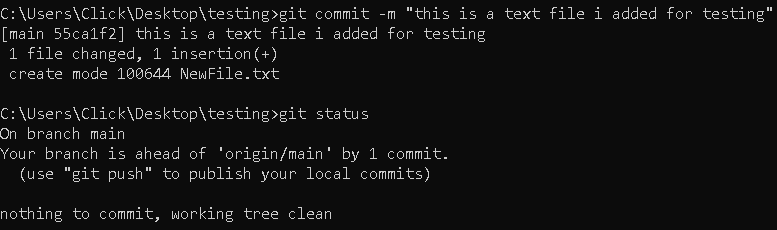 C:\Users\Click\Desktop\testing>git commit -m "this is a text file i added for testing"
[main 55ca1f2] this is a text file i added for testing
 1 file changed, 1 insertion(+)
 create mode 100644 NewFile.txt

C:\Users\Click\Desktop\testing>git status
On branch main
Your branch is ahead of 'origin/main' by 1 commit.
  (use "git push" to publish your local commits)

nothing to commit, working tree clean